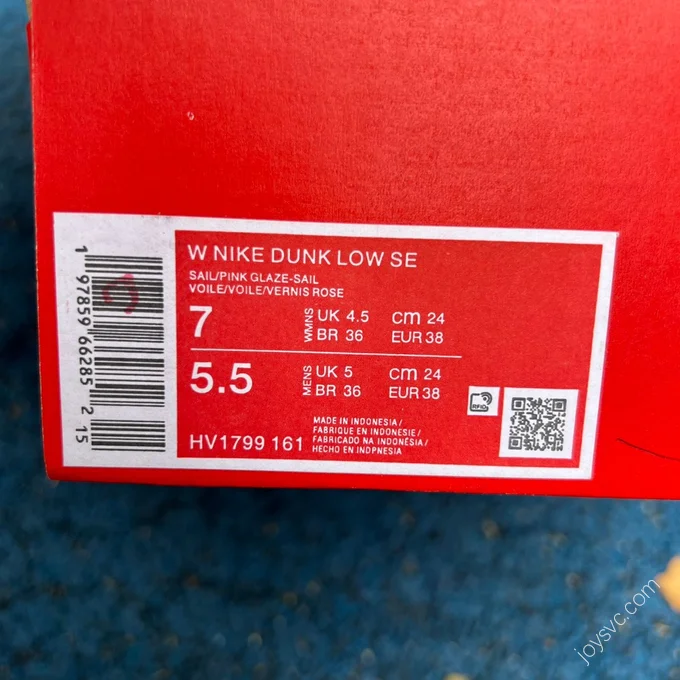 W NIKE DUNK LOW SE
SAIL/PINK GLAZE-SAIL
VOILE/VOILE/VERNIS ROSE
7 WMNS UK 4.5 cm 24
BR 36 EUR 38
5.5 MENS UK 5 cm 24
BR 36 EUR 38
HV1799 161
MADE IN INDONESIA/
FABRIQUE EN INDONESIE/
FABRICADO NA INDONÉSIA/
HECHO EN INDPNESIA
RFID
1 97859 66285 2 15
joysvc.com